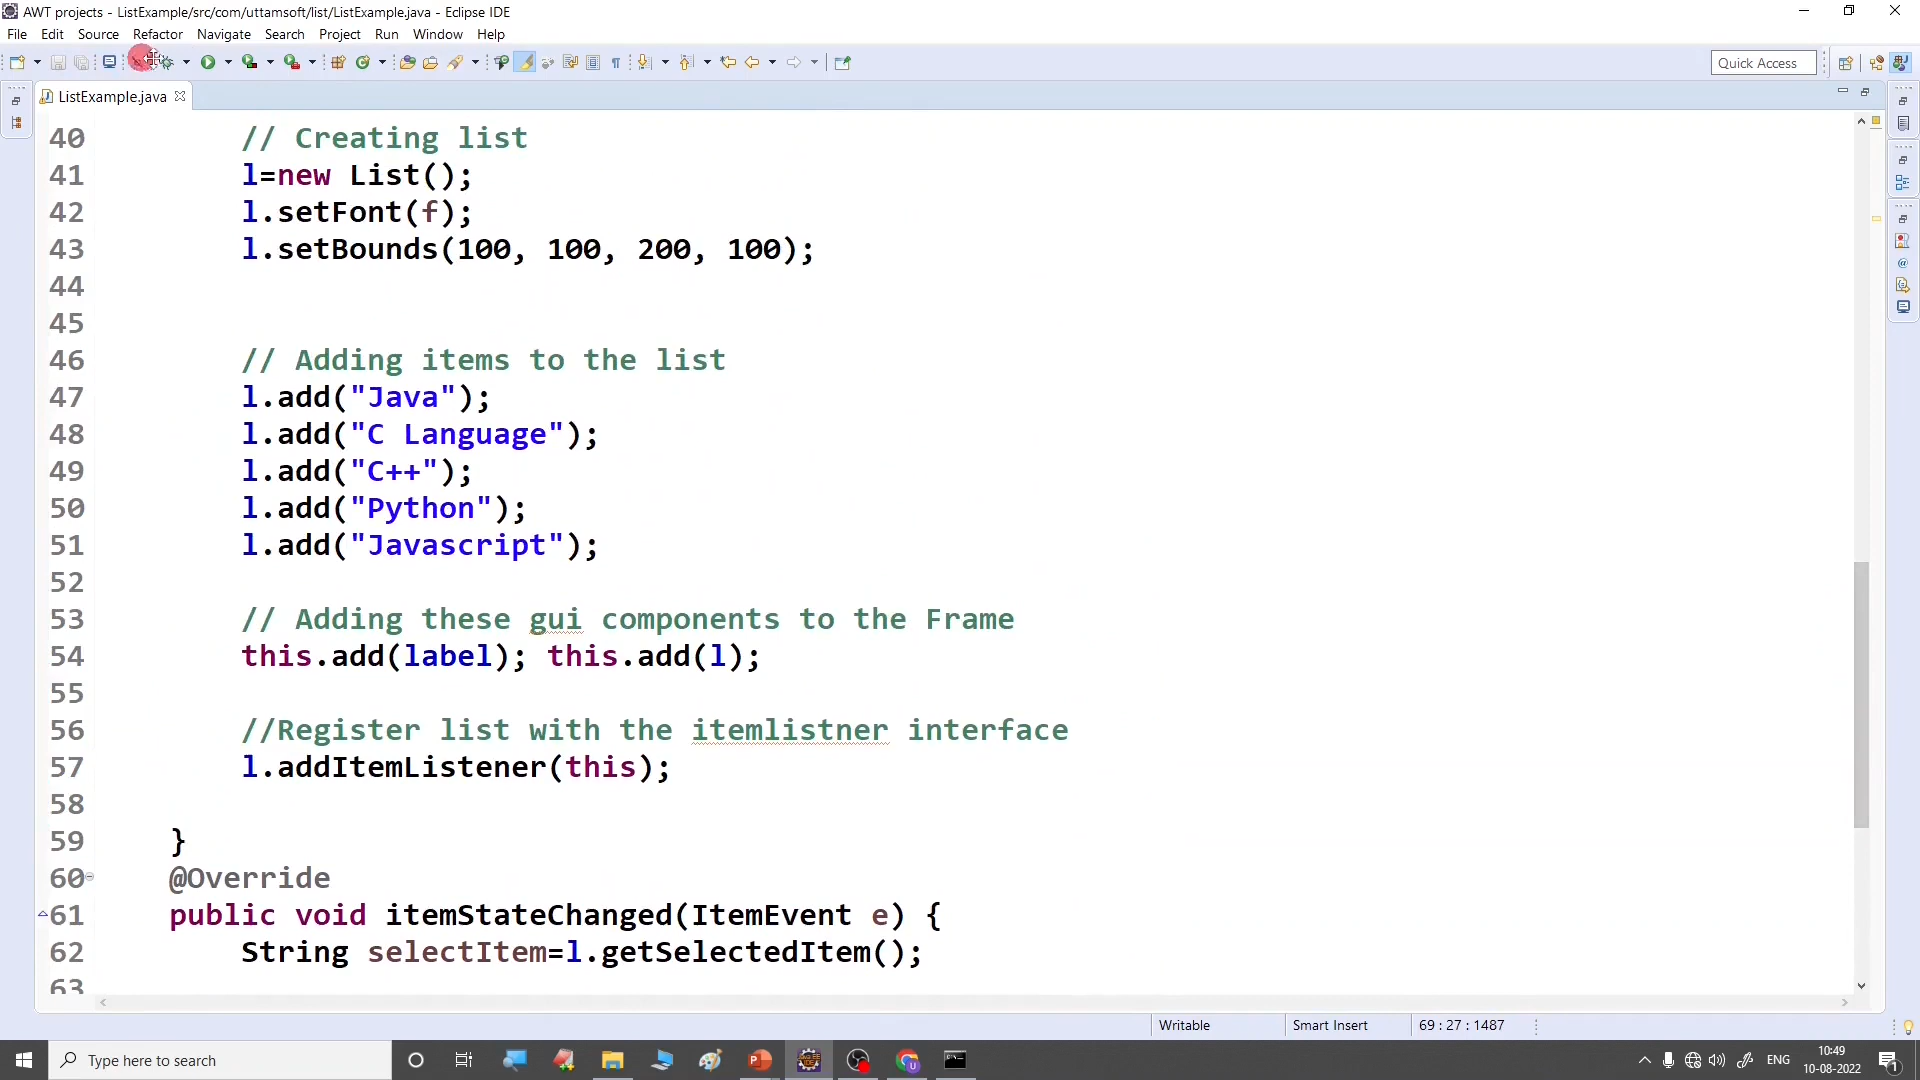 AWT projects - ListExample/src/com/uttamsoft/list/ListExample.java - Eclipse IDE
File Edit Source Refactor Navigate Search Project Run Window Help
Quick Access
ListExample.java
40 // Creating list
41 l=new List();
42 l.setFont(f);
43 l.setBounds(100, 100, 200, 100);
44
45
46 // Adding items to the list
47 l.add("Java");
48 l.add("C Language");
49 l.add("C++");
50 l.add("Python");
51 l.add("Javascript");
52
53 // Adding these gui components to the Frame
54 this.add(label); this.add(l);
55
56 //Register list with the itemlistner interface
57 l.addItemListener(this);
58
59 }
60 @Override
61 public void itemStateChanged(ItemEvent e) {
62 String selectItem=l.getSelectedItem();
63
Writable Smart Insert 69 : 27 : 1487
Type here to search
ENG
10:49
10-08-2022
1